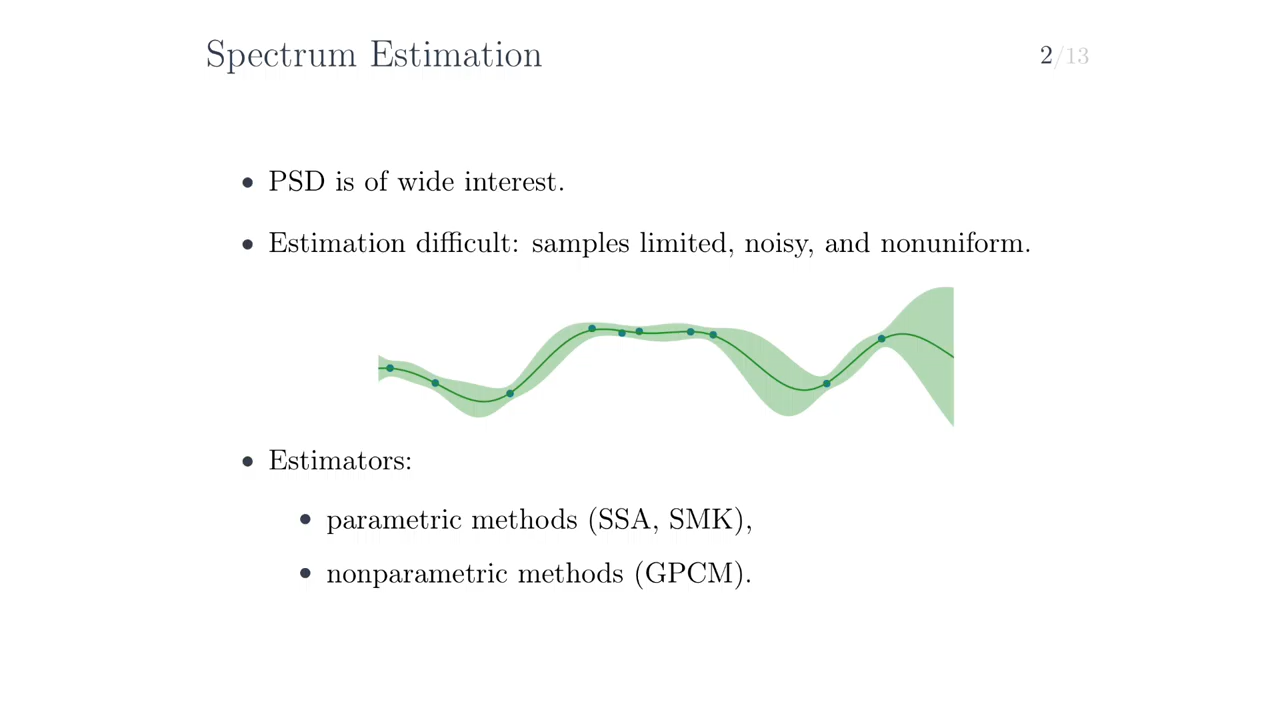 Spectrum Estimation
2/13
• PSD is of wide interest.
• Estimation difficult: samples limited, noisy, and nonuniform.
• Estimators:
• parametric methods (SSA, SMK),
• nonparametric methods (GPCM).